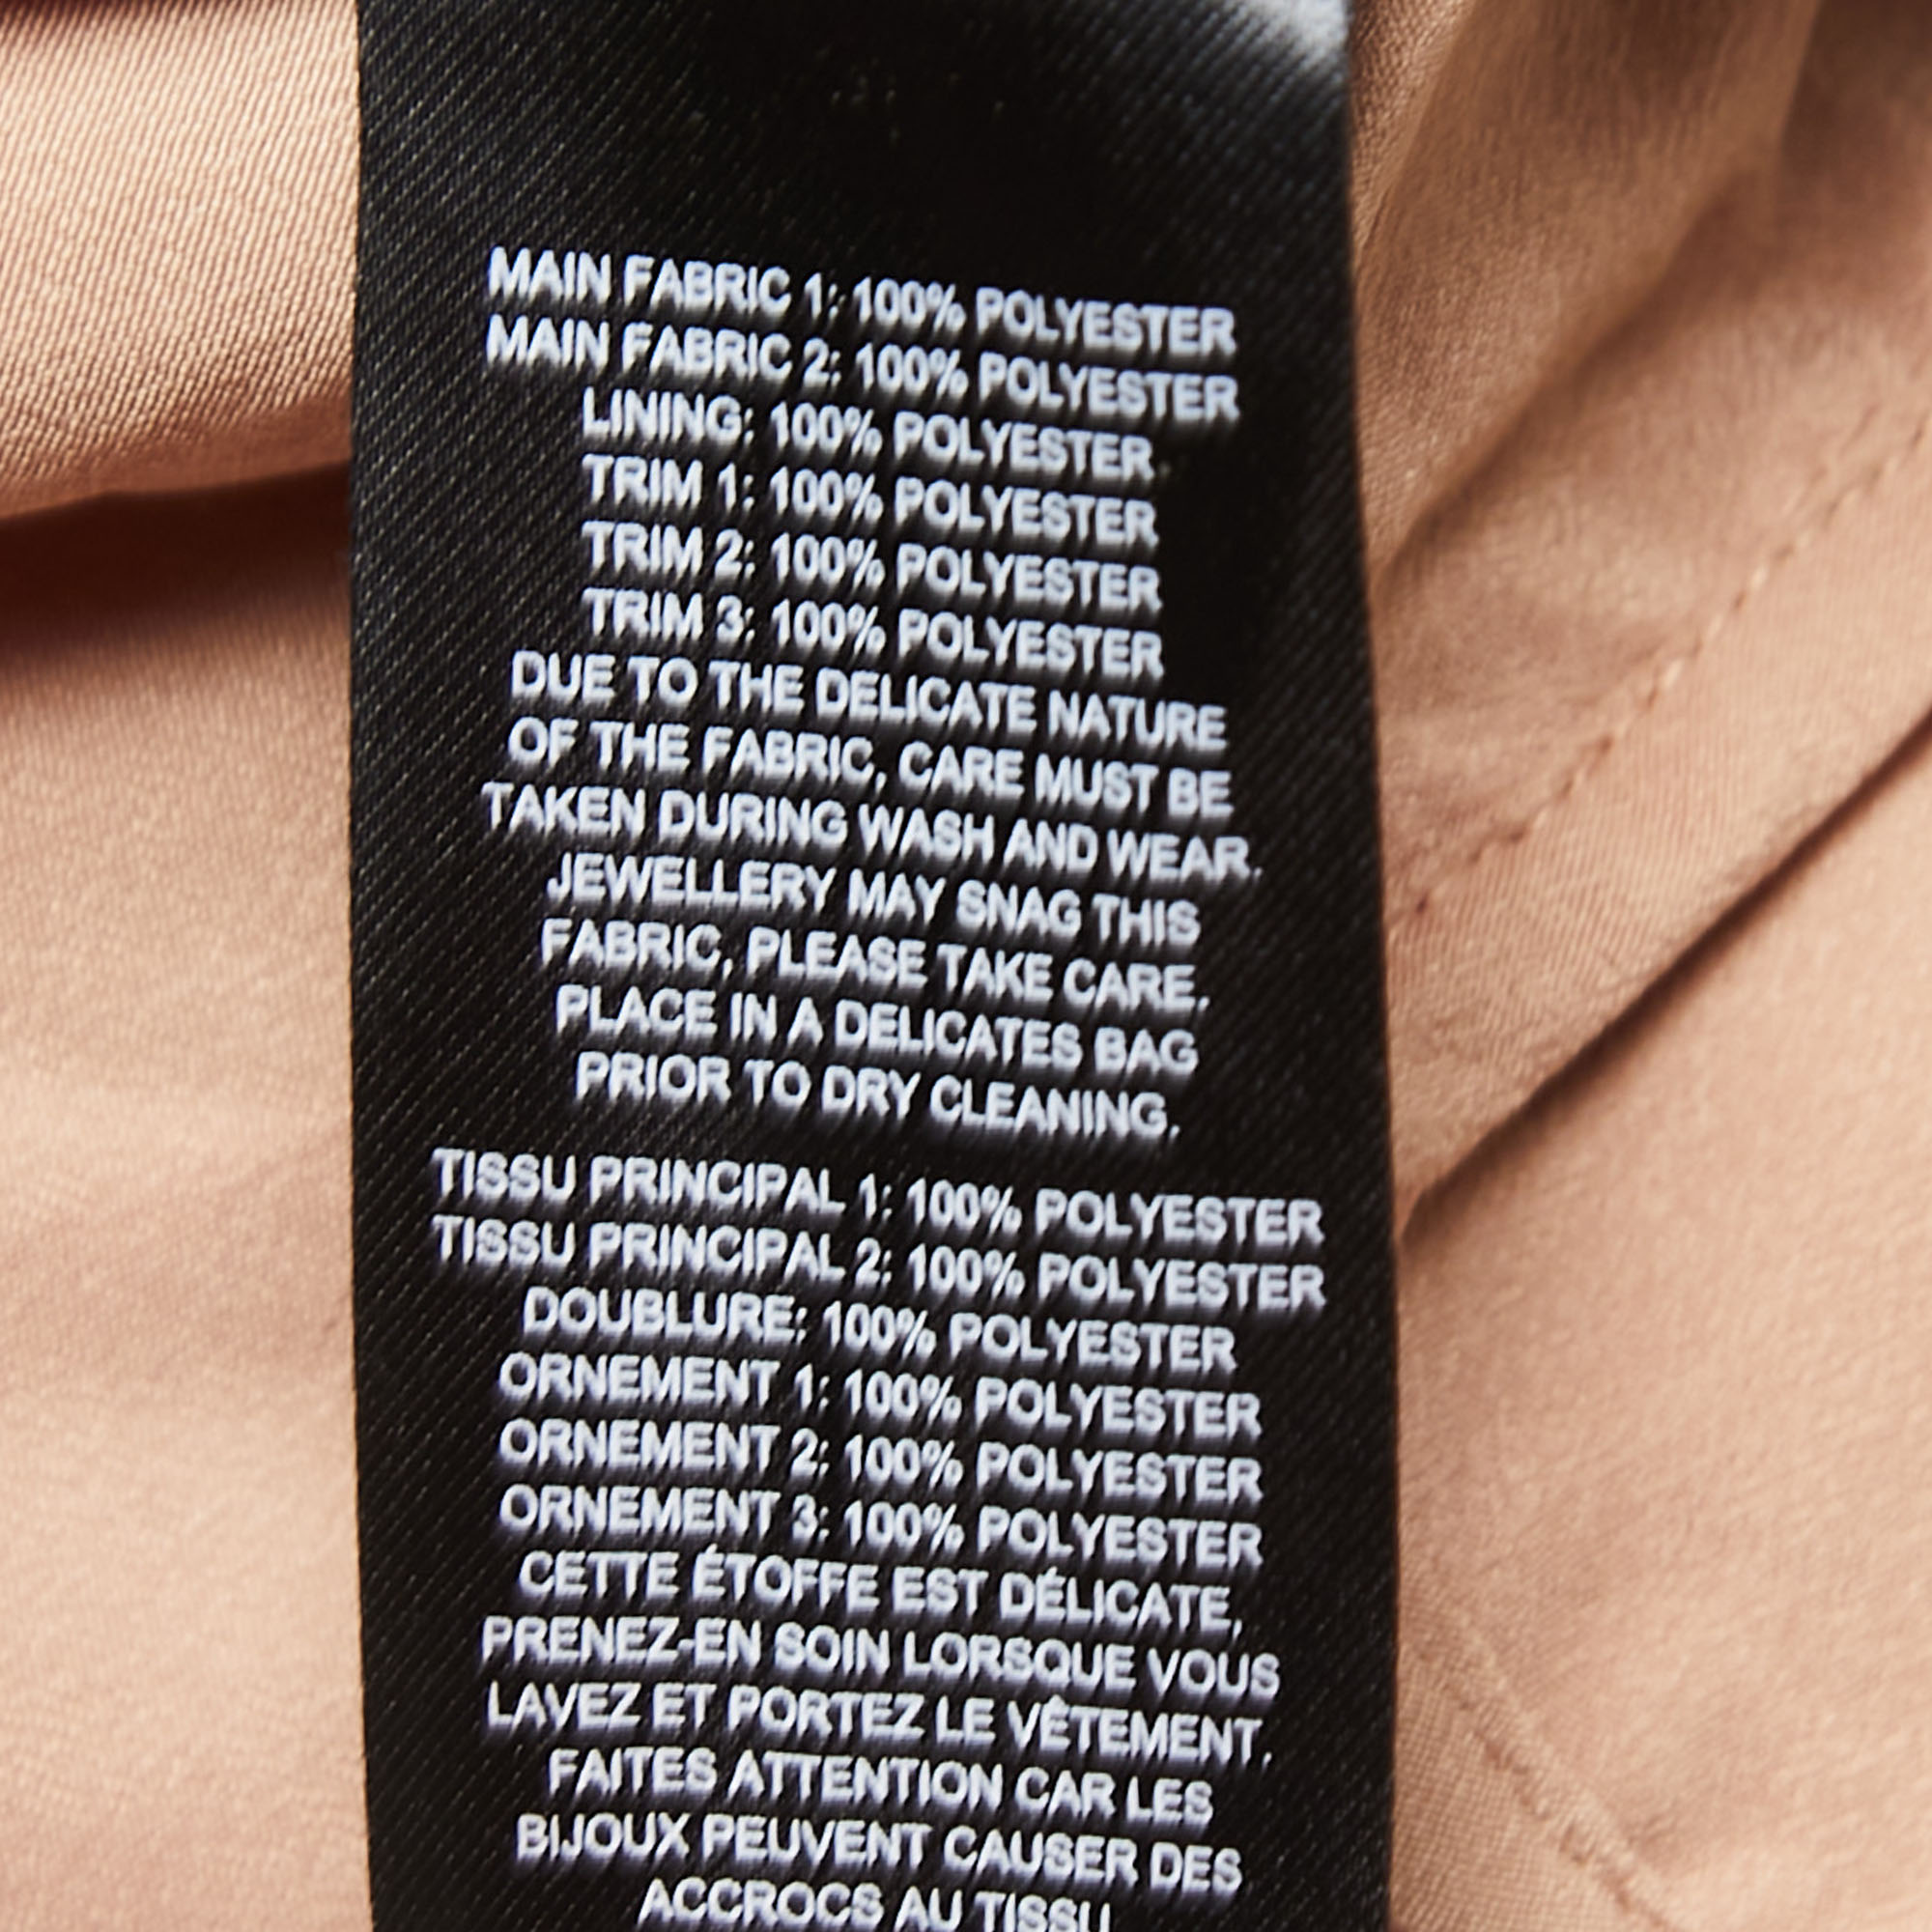 MAIN FABRIC 1: 100% POLYESTER
MAIN FABRIC 2: 100% POLYESTER
LINING: 100% POLYESTER
TRIM 1: 100% POLYESTER
TRIM 2: 100% POLYESTER
TRIM 3: 100% POLYESTER
DUE TO THE DELICATE NATURE
OF THE FABRIC, CARE MUST BE
TAKEN DURING WASH AND WEAR.
JEWELLERY MAY SNAG THIS
FABRIC, PLEASE TAKE CARE.
PLACE IN A DELICATES BAG
PRIOR TO DRY CLEANING.
TISSU PRINCIPAL 1: 100% POLYESTER
TISSU PRINCIPAL 2: 100% POLYESTER
DOUBLURE: 100% POLYESTER
ORNEMENT 1: 100% POLYESTER
ORNEMENT 2: 100% POLYESTER
ORNEMENT 3: 100% POLYESTER
CETTE ÉTOFFE EST DÉLICATE,
PRENEZ-EN SOIN LORSQUE VOUS
LAVEZ ET PORTEZ LE VÊTEMENT.
FAITES ATTENTION CAR LES
BIJOUX PEUVENT CAUSER DES
ACCROCS AU TISSU